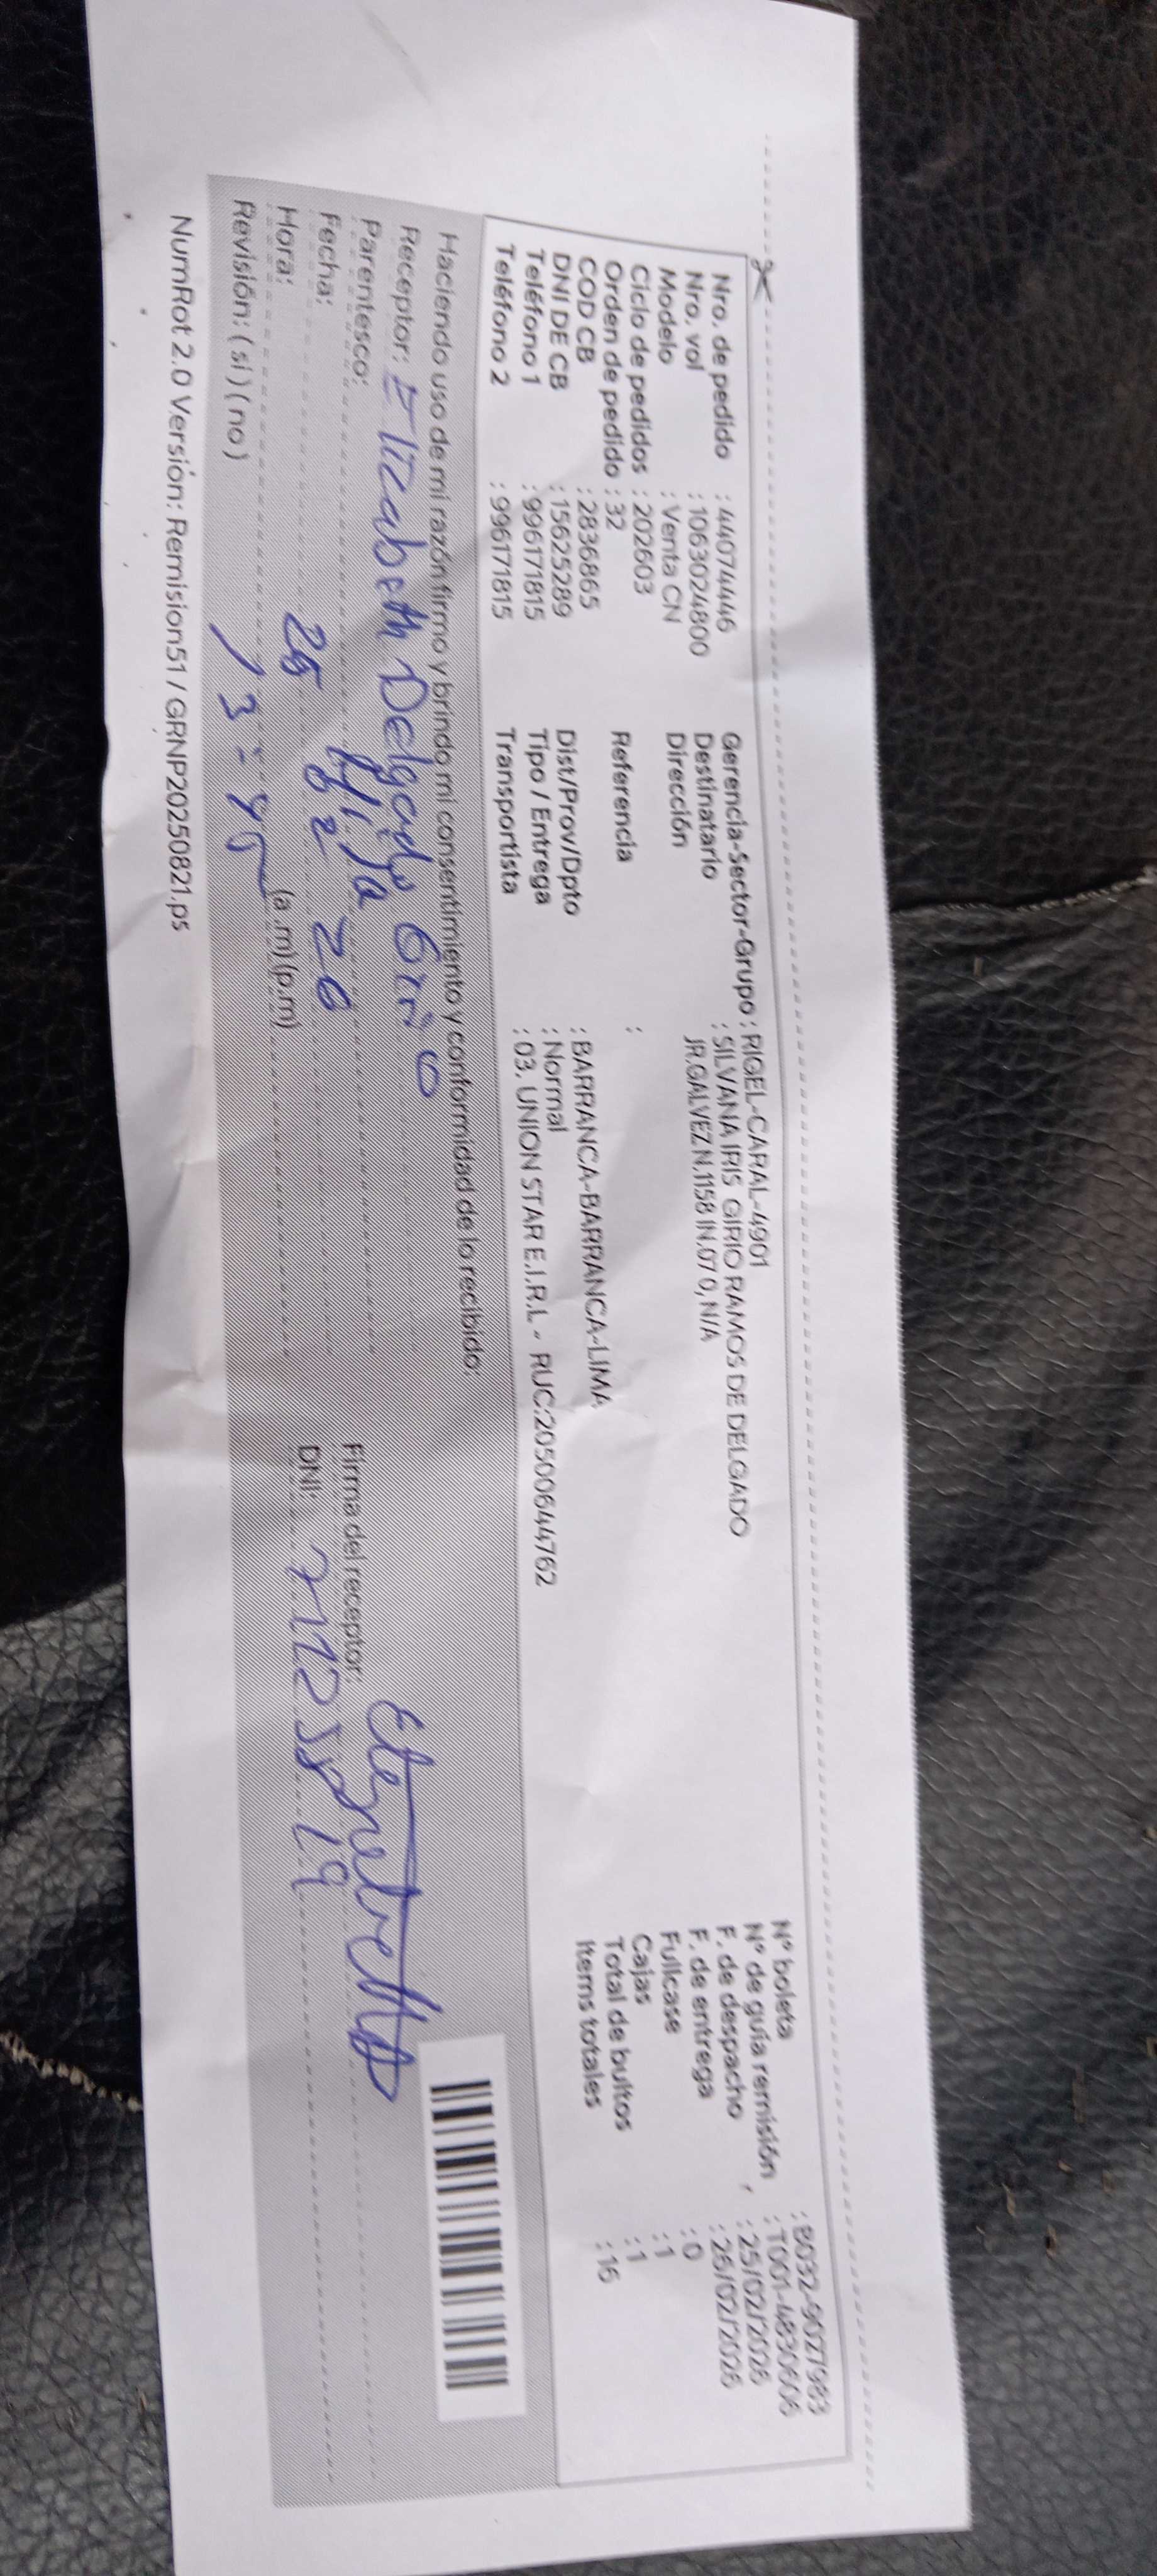 Nro. de pedido : 44074446
Nro. vol : 1063024800
Modelo : Venta CN
Ciclo de pedidos : 202603
Orden de pedido : 32
COD CB : 2836865
DNI DE CB : 15625289
Teléfono 1 : 996171815
Teléfono 2 : 996171815
Gerencia-Sector-Grupo : RIGEL-CARAL-4901
Destinatario : SILVANA IRIS GIRIO RAMOS DE DELGADO
Dirección JR.GALVEZ N.1158 IN.07 0, N/A
Referencia :
Dist/Prov/Dpto : BARRANCA-BARRANCA-LIMA
Tipo / Entrega : Normal
Transportista : 03. UNION STAR E.I.R.L - RUC:20500644762
Nº boleta : B032-9027983
Nº de guía remisión : T001-4830606
F. de despacho : 25/02/2026
F. de entrega : 26/02/2026
Fullcase : 0
Cajas : 1
Total de bultos : 1
Items totales : 16
Haciendo uso de mi razón firmo y brindo mi consentimiento y conformidad de lo recibido:
Receptor: Elizabeth Delgado Girio
Parentesco: Hija
Fecha: 26 02 26
Hora: (a.m)(p.m)
13:45
Revisión: (si) (no)
Firma del receptor:
DNI:
NumRot 2.0 Versión: Remision51 / GRNP20250821.ps